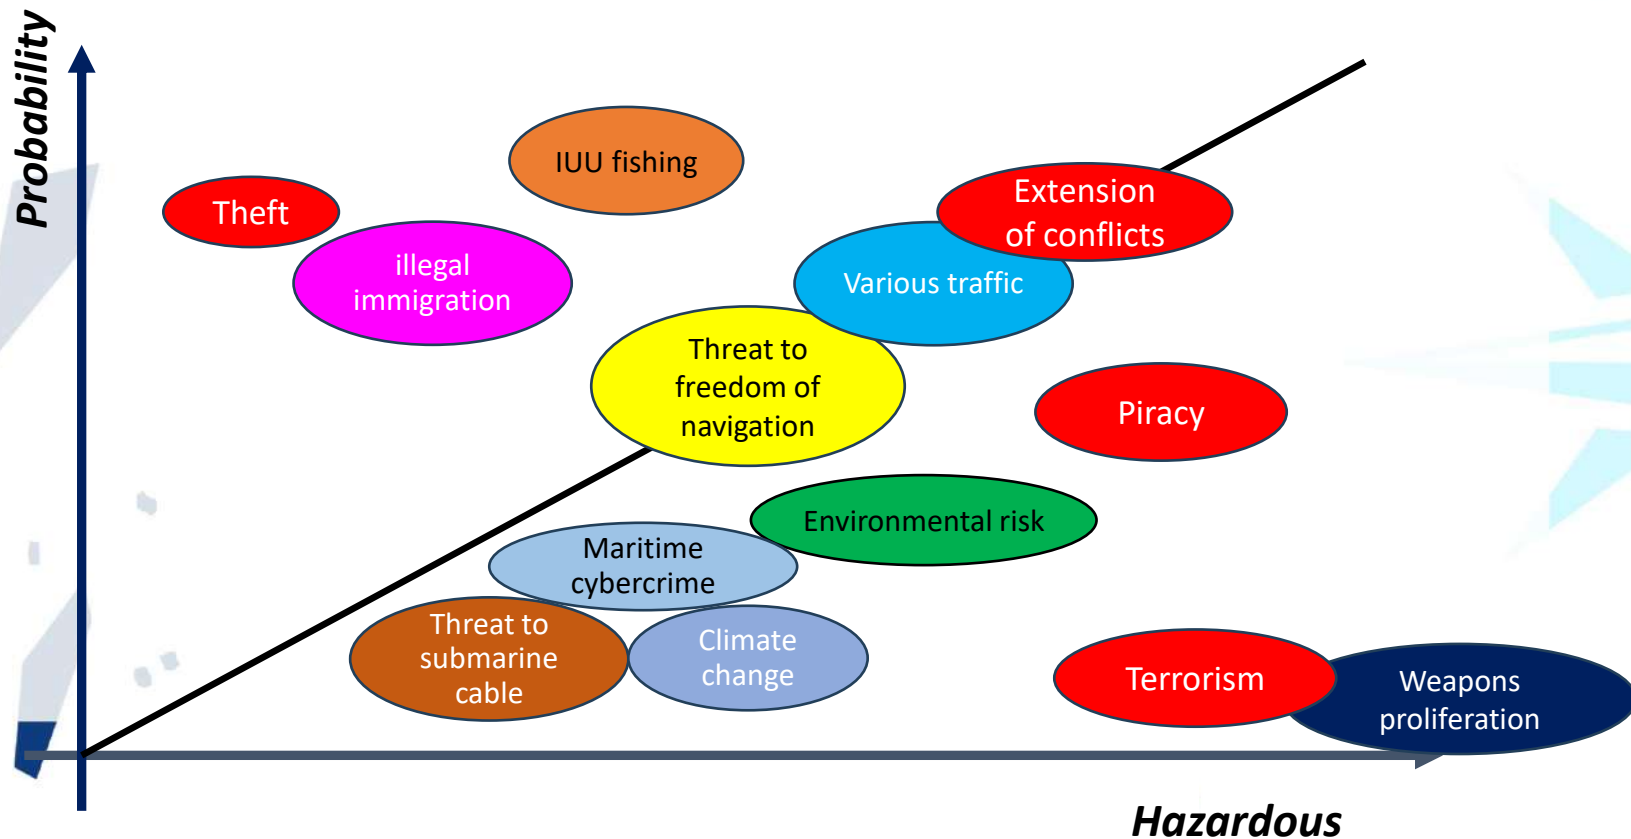 Probability
IUU fishing
Theft
Extension
of conflicts
illegal
immigration
Various traffic
Threat to
freedom of
navigation
Piracy
Environmental risk
Maritime
cybercrime
Threat to
submarine
cable
Climate
change
Terrorism
Weapons
proliferation
Hazardous